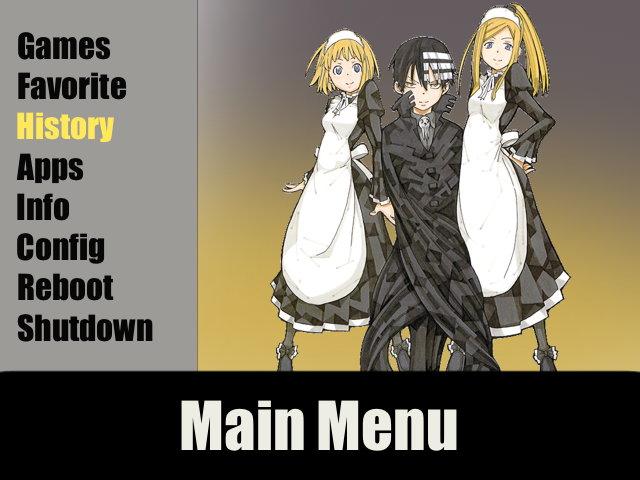 Games
Favorite
History
Apps
Info
Config
Reboot
Shutdown
Main Menu